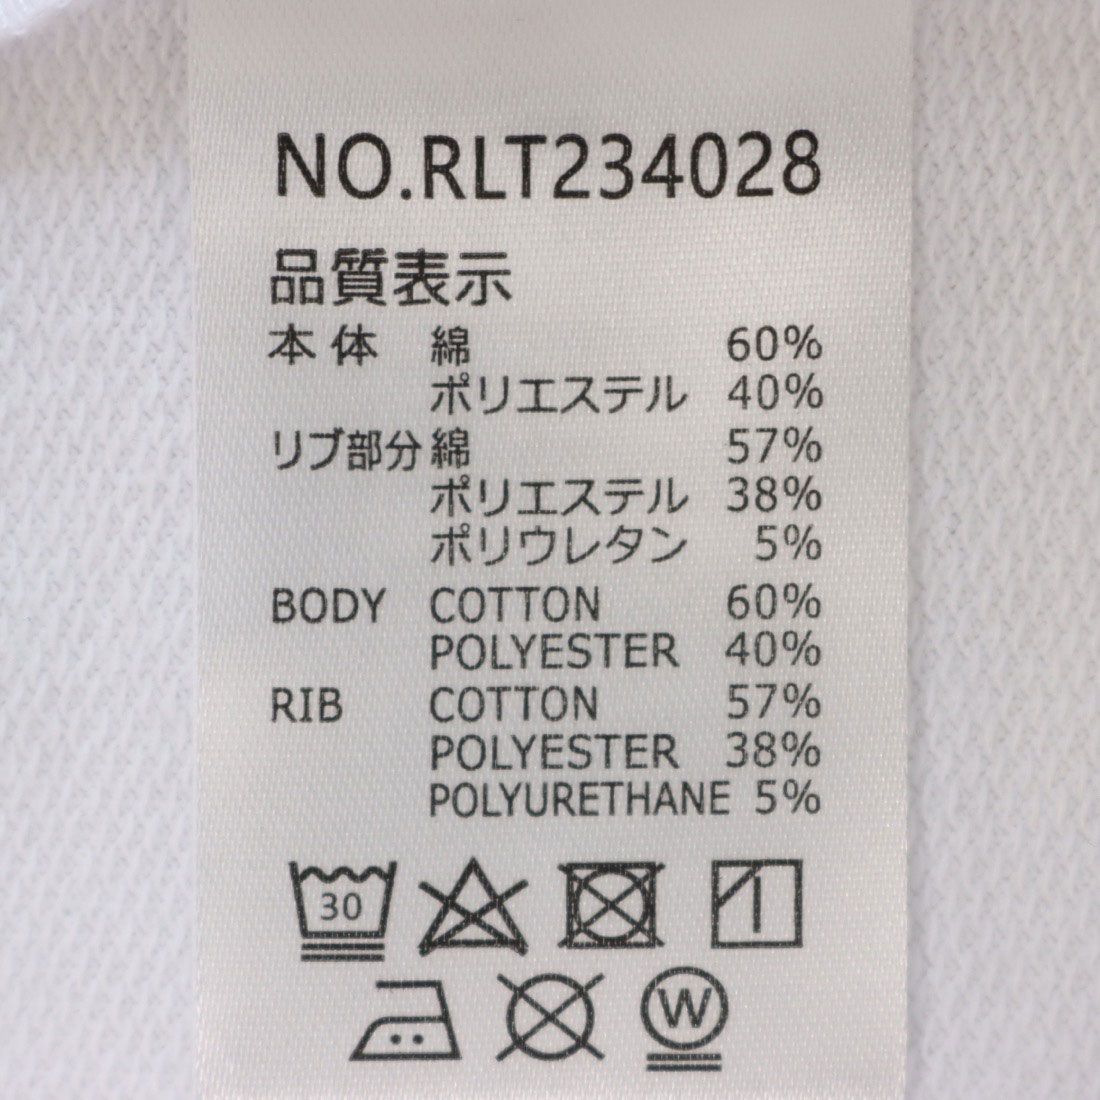 NO.RLT234028
品質表示
本 体 綿 60%
ポリエステル 40%
リブ部分 綿 57%
ポリエステル 38%
ポリウレタン 5%
BODY COTTON 60%
POLYESTER 40%
RIB COTTON 57%
POLYESTER 38%
POLYURETHANE 5%
30
W